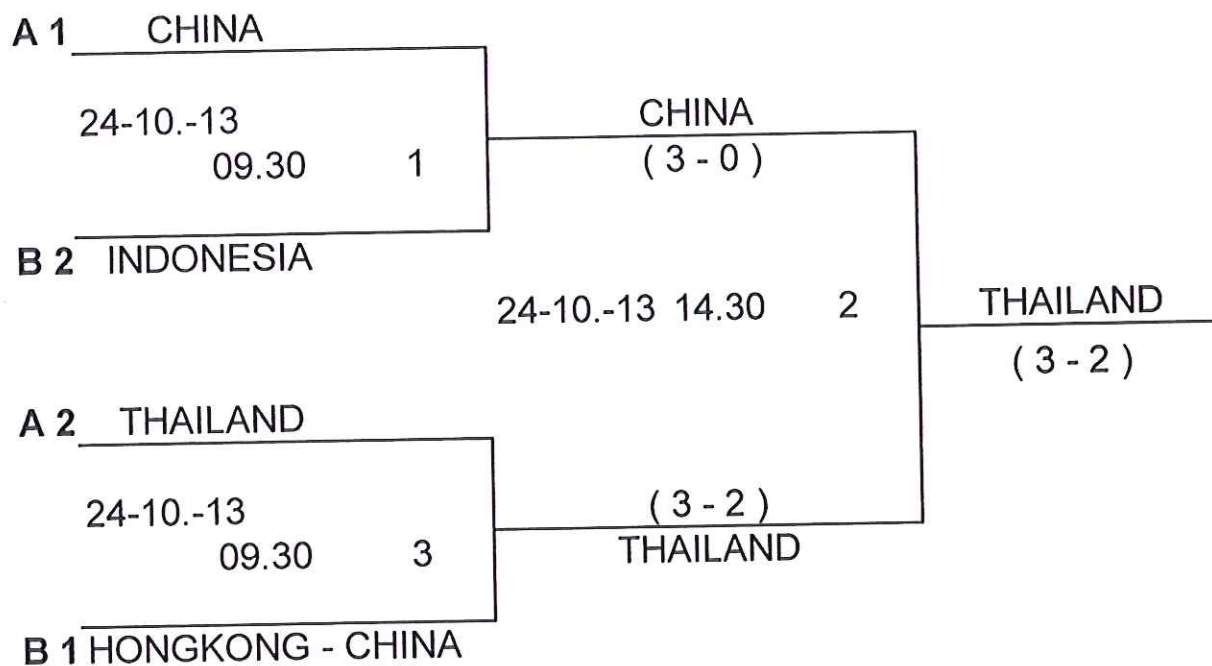 A 1 CHINA
24-10.-13
09.30 1
B 2 INDONESIA
CHINA
( 3 - 0 )
24-10.-13 14.30 2
THAILAND
( 3 - 2 )
A 2 THAILAND
24-10.-13
09.30 3
B 1 HONGKONG - CHINA
( 3 - 2 )
THAILAND